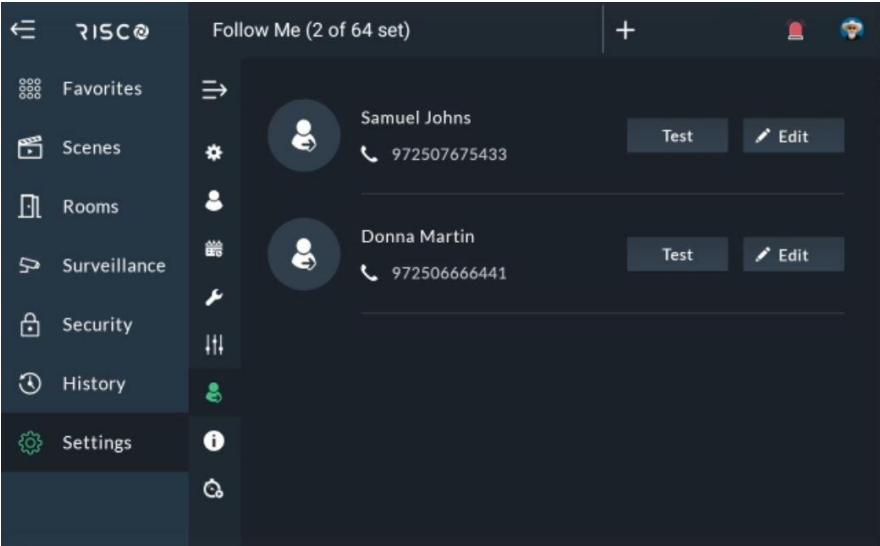 RISCO
Follow Me (2 of 64 set)
Favorites
Scenes
Rooms
Surveillance
Security
History
Settings
Samuel Johns
972507675433
Test
Edit
Donna Martin
972506666441
Test
Edit